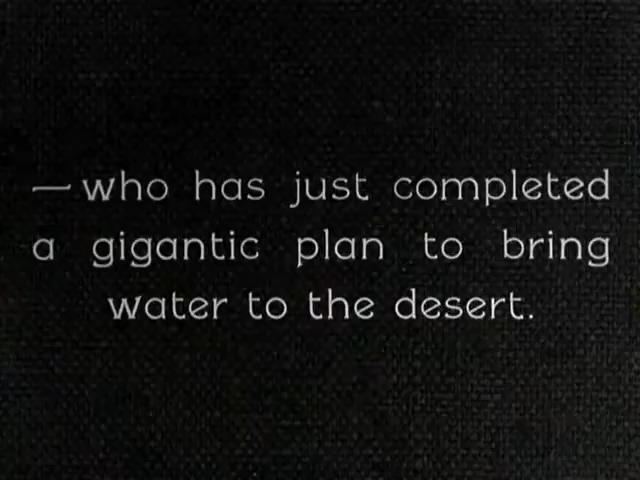 —who has just completed
a gigantic plan to bring
water to the desert.